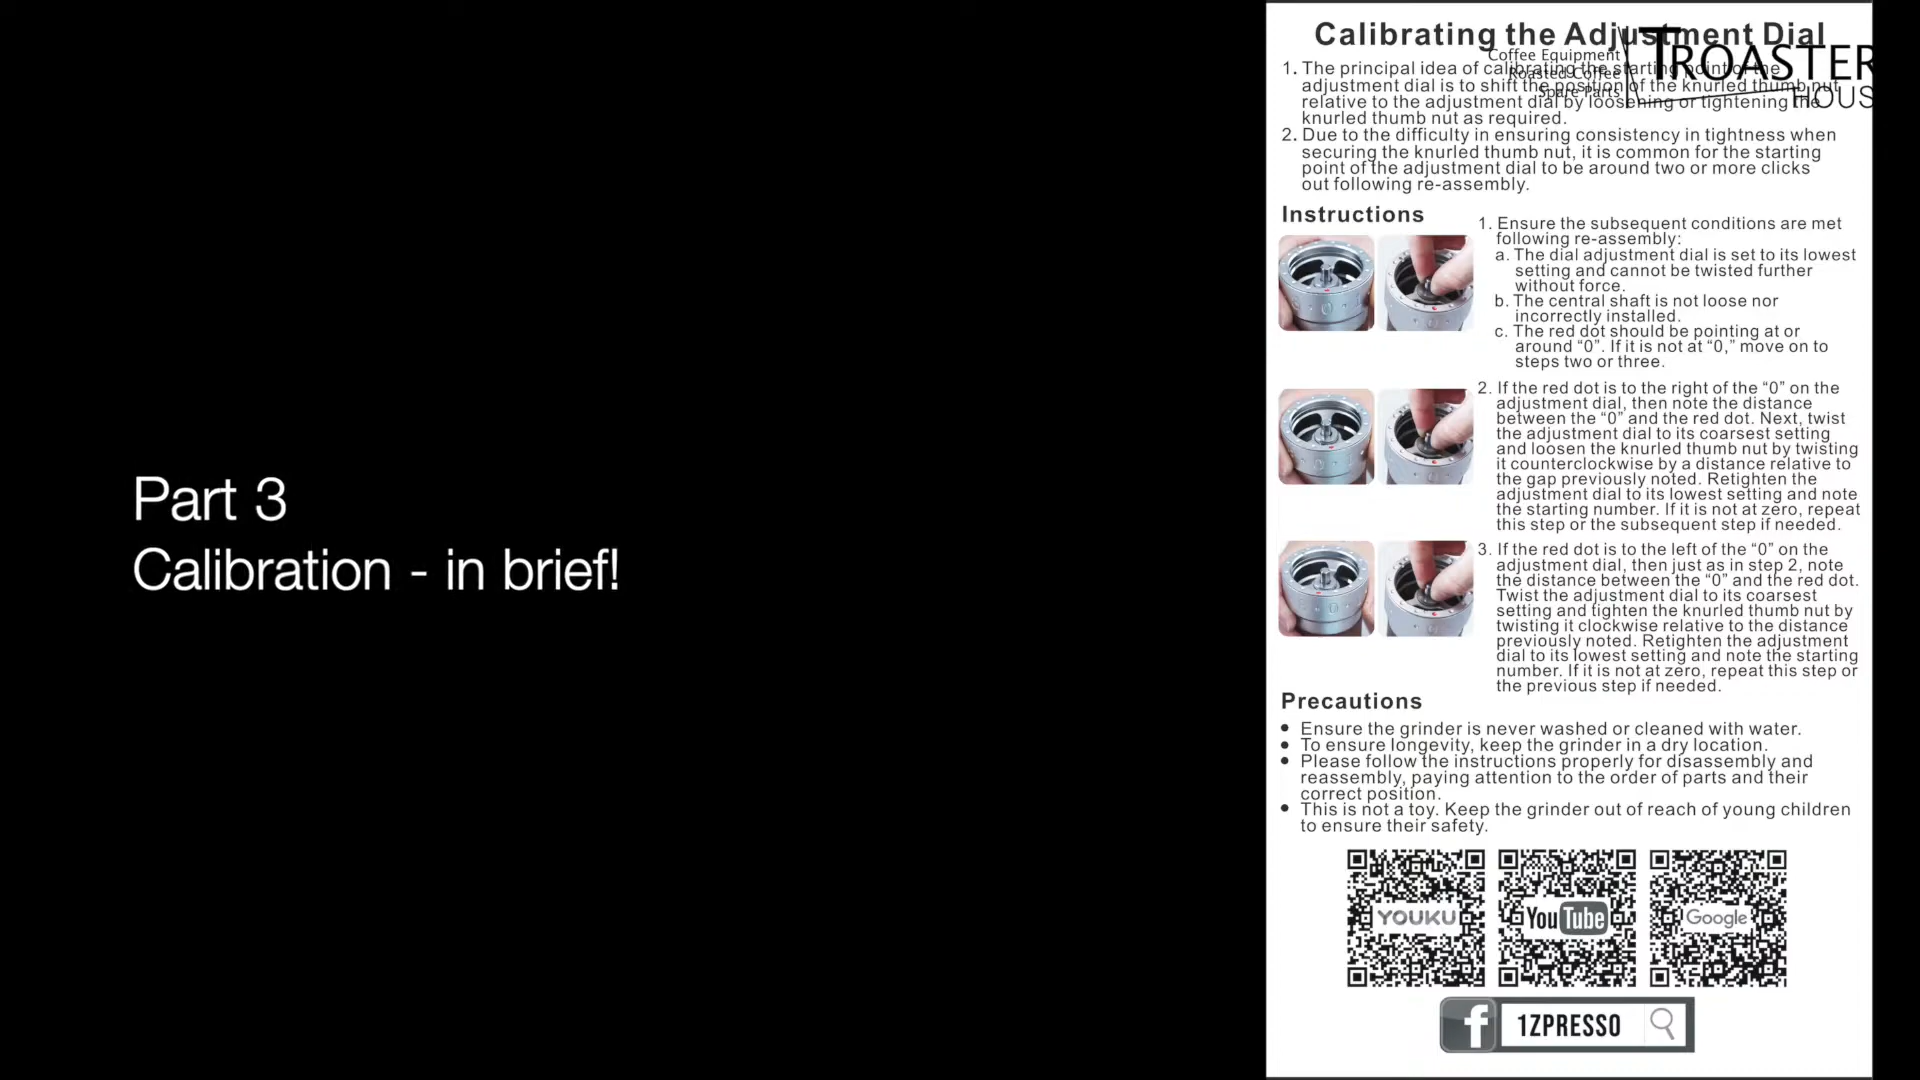 Part 3
Calibration - in brief!
Calibrating the Adjustment Dial
Coffee Equipment
Roasted Coffee
Spare Parts
TROASTER
HOUS
1. The principal idea of calibrating the starting point of the
adjustment dial is to shift the position of the knurled thumb nut
relative to the adjustment dial by loosening or tightening the
knurled thumb nut as required.
2. Due to the difficulty in ensuring consistency in tightness when
securing the knurled thumb nut, it is common for the starting
point of the adjustment dial to be around two or more clicks
out following re-assembly.
Instructions
1. Ensure the subsequent conditions are met
following re-assembly:
a. The dial adjustment dial is set to its lowest
setting and cannot be twisted further
without force.
b. The central shaft is not loose nor
incorrectly installed.
c. The red dot should be pointing at or
around “0”. If it is not at “0,” move on to
steps two or three.
2. If the red dot is to the right of the “0” on the
adjustment dial, then note the distance
between the “0” and the red dot. Next, twist
the adjustment dial to its coarsest setting
and loosen the knurled thumb nut by twisting
it counterclockwise by a distance relative to
the gap previously noted. Retighten the
adjustment dial to its lowest setting and note
the starting number. If it is not at zero, repeat
this step or the subsequent step if needed.
3. If the red dot is to the left of the “0” on the
adjustment dial, then just as in step 2, note
the distance between the “0” and the red dot.
Twist the adjustment dial to its coarsest
setting and tighten the knurled thumb nut by
twisting it clockwise relative to the distance
previously noted. Retighten the adjustment
dial to its lowest setting and note the starting
number. If it is not at zero, repeat this step or
the previous step if needed.
Precautions
• Ensure the grinder is never washed or cleaned with water.
• To ensure longevity, keep the grinder in a dry location.
• Please follow the instructions properly for disassembly and
reassembly, paying attention to the order of parts and their
correct position.
• This is not a toy. Keep the grinder out of reach of young children
to ensure their safety.
YOUKU
YouTube
Google
f 1ZPRESSO